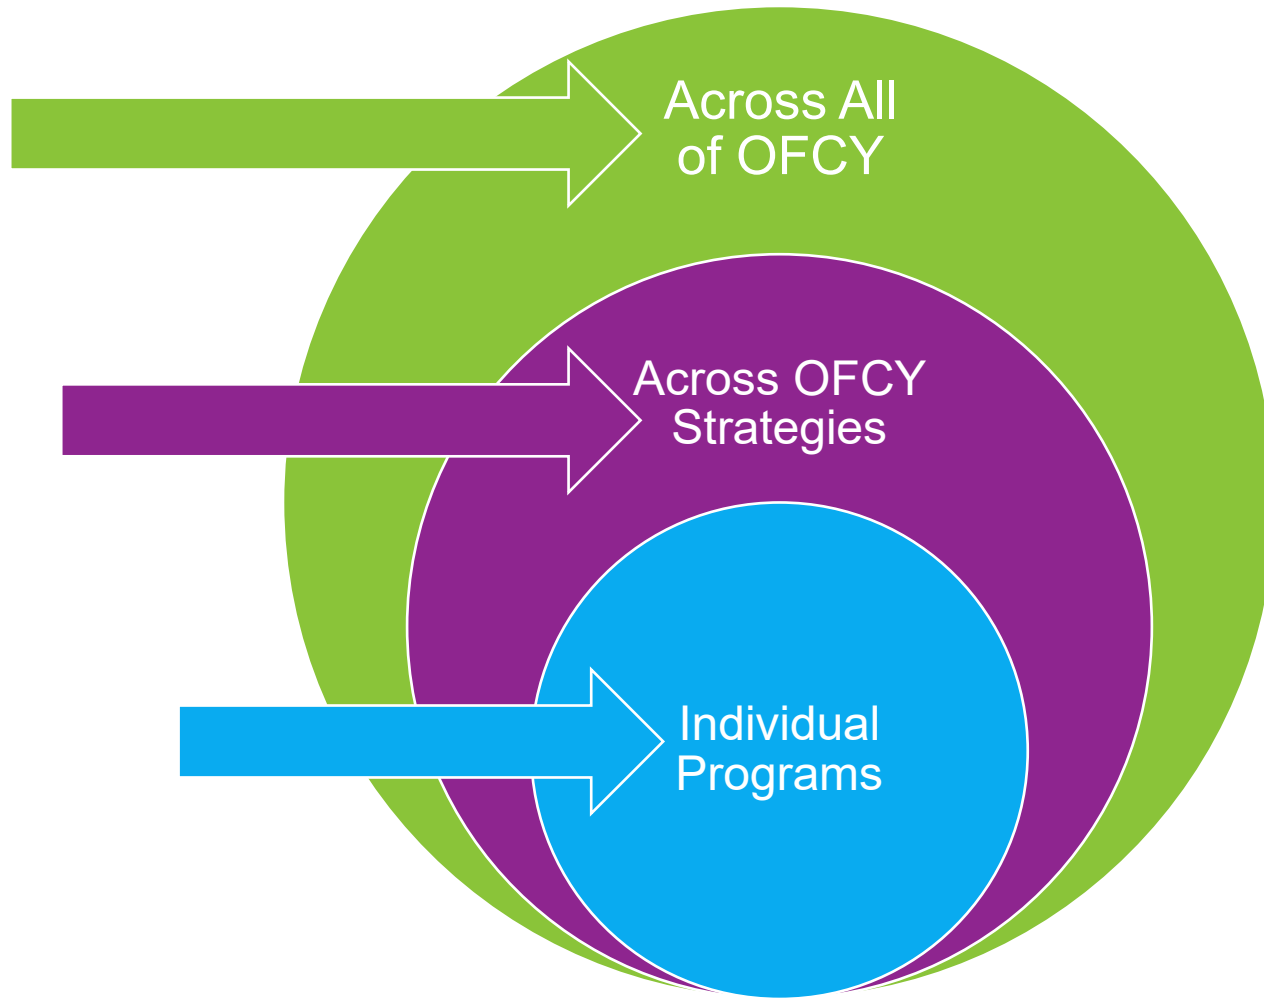 Across All
of OFCY
Across OFCY
Strategies
Individual
Programs